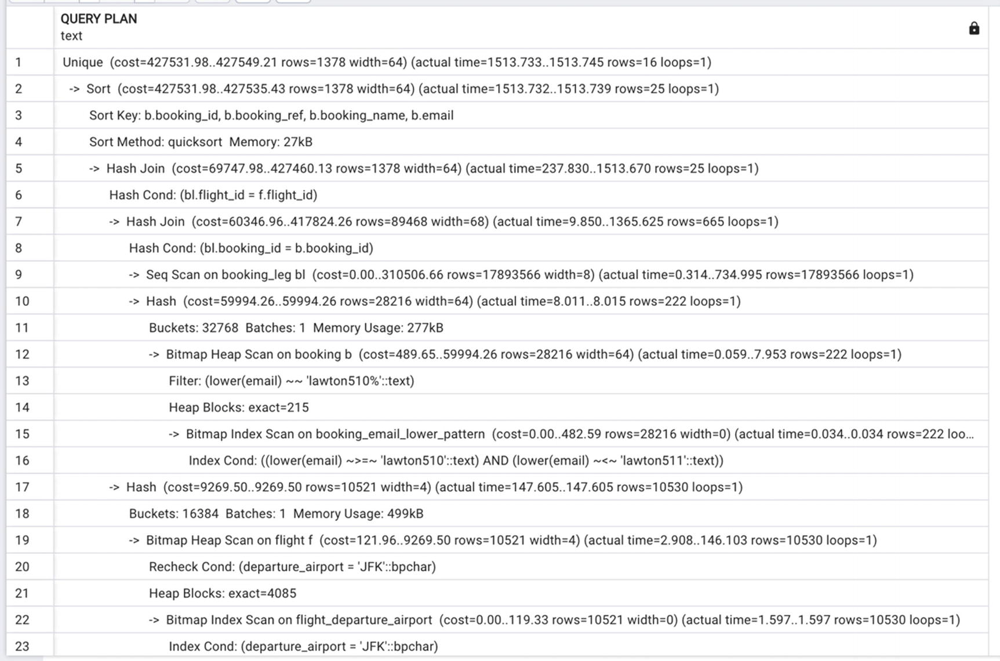 QUERY PLAN
text
1 Unique (cost=427531.98..427549.21 rows=1378 width=64) (actual time=1513.733..1513.745 rows=16 loops=1)
2 -> Sort (cost=427531.98..427535.43 rows=1378 width=64) (actual time=1513.732..1513.739 rows=25 loops=1)
3 Sort Key: b.booking_id, b.booking_ref, b.booking_name, b.email
4 Sort Method: quicksort Memory: 27kB
5 -> Hash Join (cost=69747.98..427460.13 rows=1378 width=64) (actual time=237.830..1513.670 rows=25 loops=1)
6 Hash Cond: (bl.flight_id = f.flight_id)
7 -> Hash Join (cost=60346.96..417824.26 rows=89468 width=68) (actual time=9.850..1365.625 rows=665 loops=1)
8 Hash Cond: (bl.booking_id = b.booking_id)
9 -> Seq Scan on booking_leg bl (cost=0.00..310506.66 rows=17893566 width=8) (actual time=0.314..734.995 rows=17893566 loops=1)
10 -> Hash (cost=59994.26..59994.26 rows=28216 width=64) (actual time=8.011..8.015 rows=222 loops=1)
11 Buckets: 32768 Batches: 1 Memory Usage: 277kB
12 -> Bitmap Heap Scan on booking b (cost=489.65..59994.26 rows=28216 width=64) (actual time=0.059..7.953 rows=222 loops=1)
13 Filter: (lower(email) ~~ 'lawton510%'::text)
14 Heap Blocks: exact=215
15 -> Bitmap Index Scan on booking_email_lower_pattern (cost=0.00..482.59 rows=28216 width=0) (actual time=0.034..0.034 rows=222 loo...
16 Index Cond: ((lower(email) ~>=~ 'lawton510'::text) AND (lower(email) ~<~ 'lawton511'::text))
17 -> Hash (cost=9269.50..9269.50 rows=10521 width=4) (actual time=147.605..147.605 rows=10530 loops=1)
18 Buckets: 16384 Batches: 1 Memory Usage: 499kB
19 -> Bitmap Heap Scan on flight f (cost=121.96..9269.50 rows=10521 width=4) (actual time=2.908..146.103 rows=10530 loops=1)
20 Recheck Cond: (departure_airport = 'JFK'::bpchar)
21 Heap Blocks: exact=4085
22 -> Bitmap Index Scan on flight_departure_airport (cost=0.00..119.33 rows=10521 width=0) (actual time=1.597..1.597 rows=10530 loops=1)
23 Index Cond: (departure_airport = 'JFK'::bpchar)